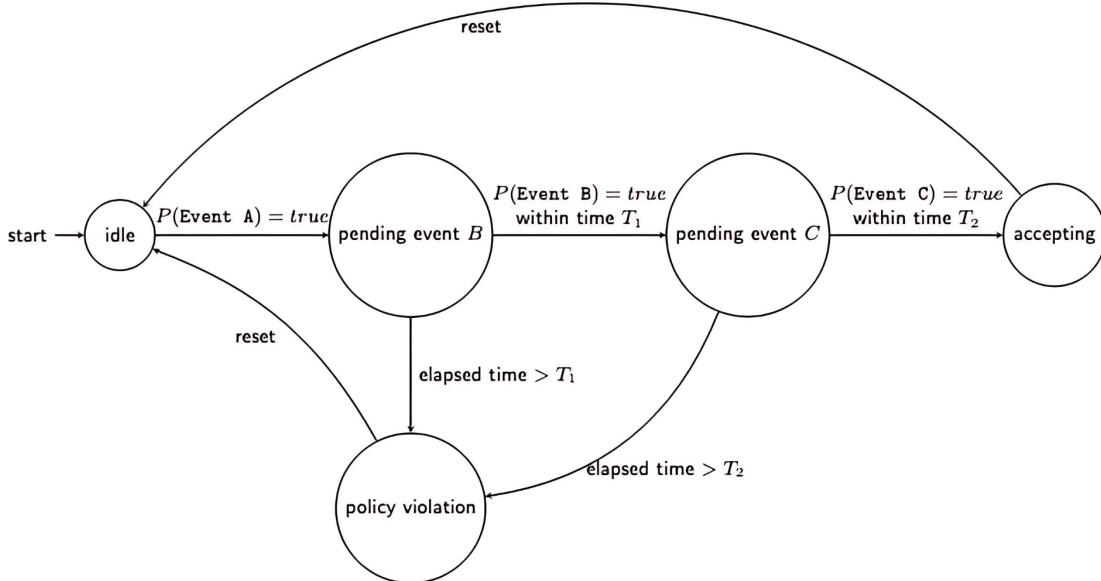 reset
P(Event A) = true
P(Event B) = true
within time T₁
P(Event C) = true
within time T₂
start
idle
pending event B
pending event C
accepting
reset
elapsed time > T₁
elapsed time > T₂
policy violation